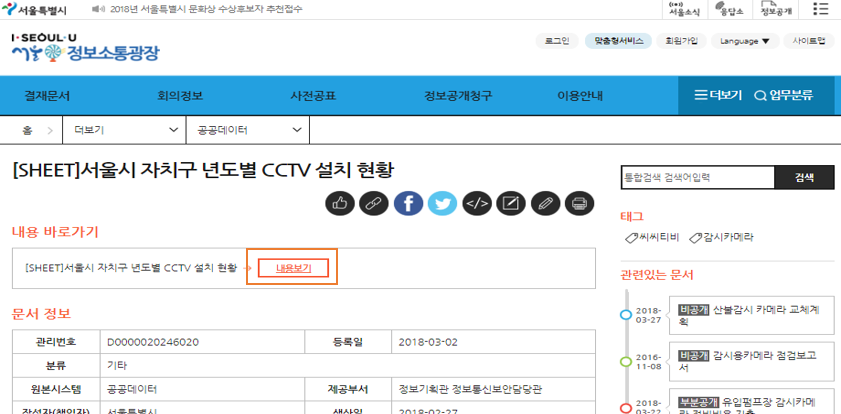 서울특별시
2018년 서울특별시 문화상 수상후보자 추천접수
서울소식 응답소 정보공개
I·SEOUL·U
서울 정보소통광장
로그인 맞춤형서비스 회원가입 Language ▼ 사이트맵
결재문서 회의정보 사전공표 정보공개청구 이용안내 더보기 업무분류
홈 더보기 공공데이터
[SHEET]서울시 자치구 년도별 CCTV 설치 현황
통합검색 검색어입력 검색
태그
씨씨티비 감시카메라
내용 바로가기
[SHEET]서울시 자치구 년도별 CCTV 설치 현황 내용보기
관련있는 문서
2018-03-27 비공개 산불감시 카메라 교체계획
2016-11-08 비공개 감시용카메라 점검보고서
2018-03-22 부분공개 유입펌프장 감시카메
문서 정보
관리번호 D0000020246020 등록일 2018-03-02
분류 기타
원본시스템 공공데이터 제공부서 정보기획관 정보통신보안담당관
작성자(책임자) 서울특별시 생산일 2018-02-27